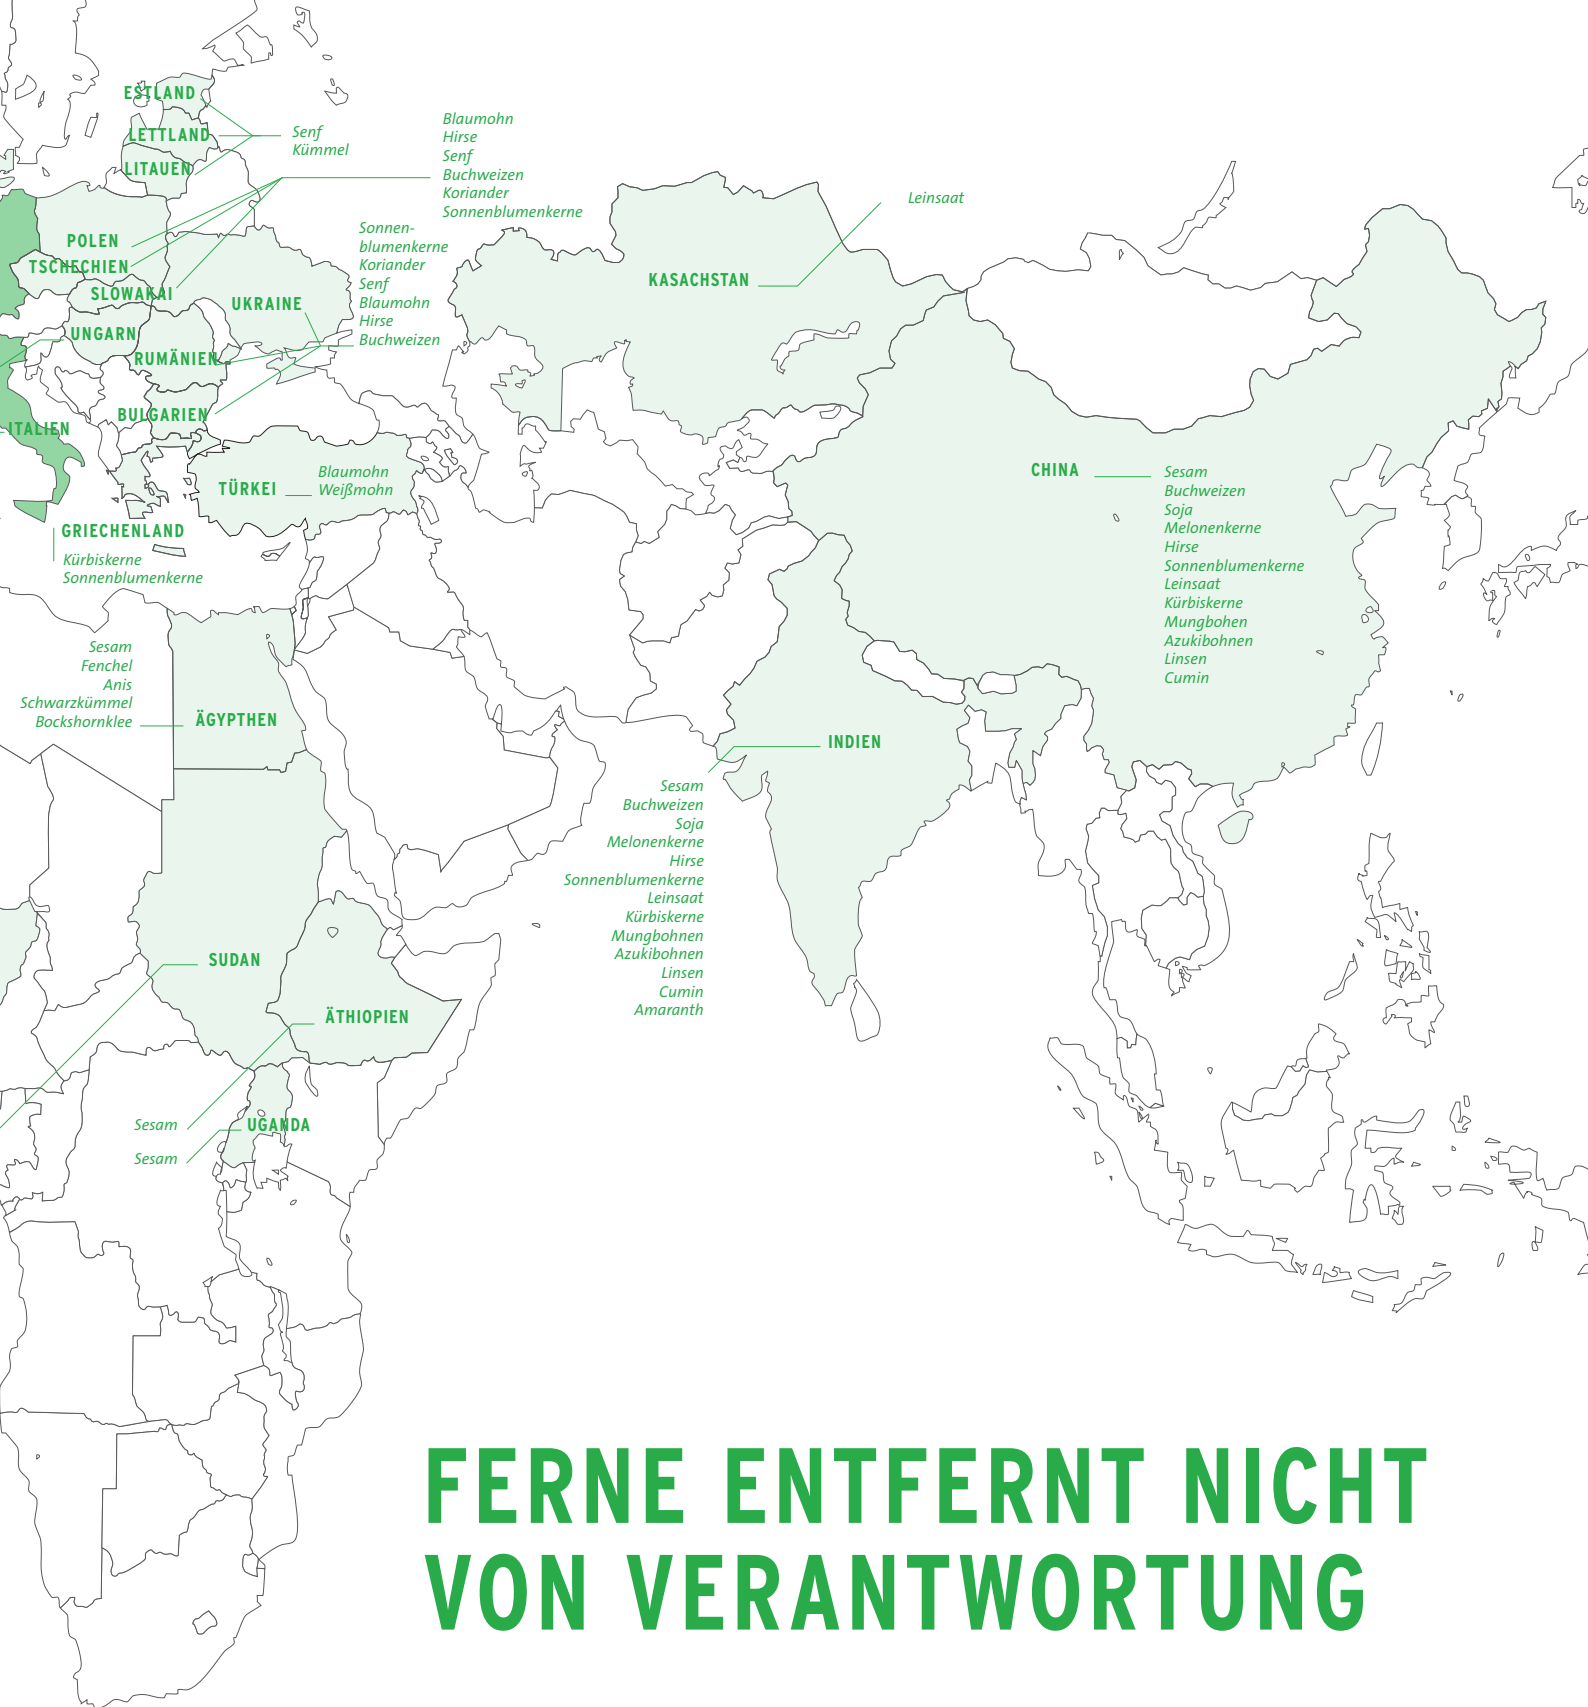 ESTLAND
LETTLAND
LITAUEN
Senf
Kümmel
Blaumohn
Hirse
Senf
Buchweizen
Koriander
Sonnenblumenkerne
POLEN
TSCHECHIEN
SLOWAKAI
UNGARN
UKRAINE
RUMÄNIEN
BULGARIEN
Sonnen-
blumenkerne
Koriander
Senf
Blaumohn
Hirse
Buchweizen
KASACHSTAN
Leinsaat
ITALIEN
TÜRKEI
Blaumohn
Weißmohn
GRIECHENLAND
Kürbiskerne
Sonnenblumenkerne
CHINA
Sesam
Buchweizen
Soja
Melonenkerne
Hirse
Sonnenblumenkerne
Leinsaat
Kürbiskerne
Mungbohen
Azukibohnen
Linsen
Cumin
Sesam
Fenchel
Anis
Schwarzkümmel
Bockshornklee
ÄGYPTHEN
INDIEN
Sesam
Buchweizen
Soja
Melonenkerne
Hirse
Sonnenblumenkerne
Leinsaat
Kürbiskerne
Mungbohnen
Azukibohnen
Linsen
Cumin
Amaranth
SUDAN
ÄTHIOPIEN
Sesam
UGANDA
Sesam
FERNE ENTFERNT NICHT
VON VERANTWORTUNG